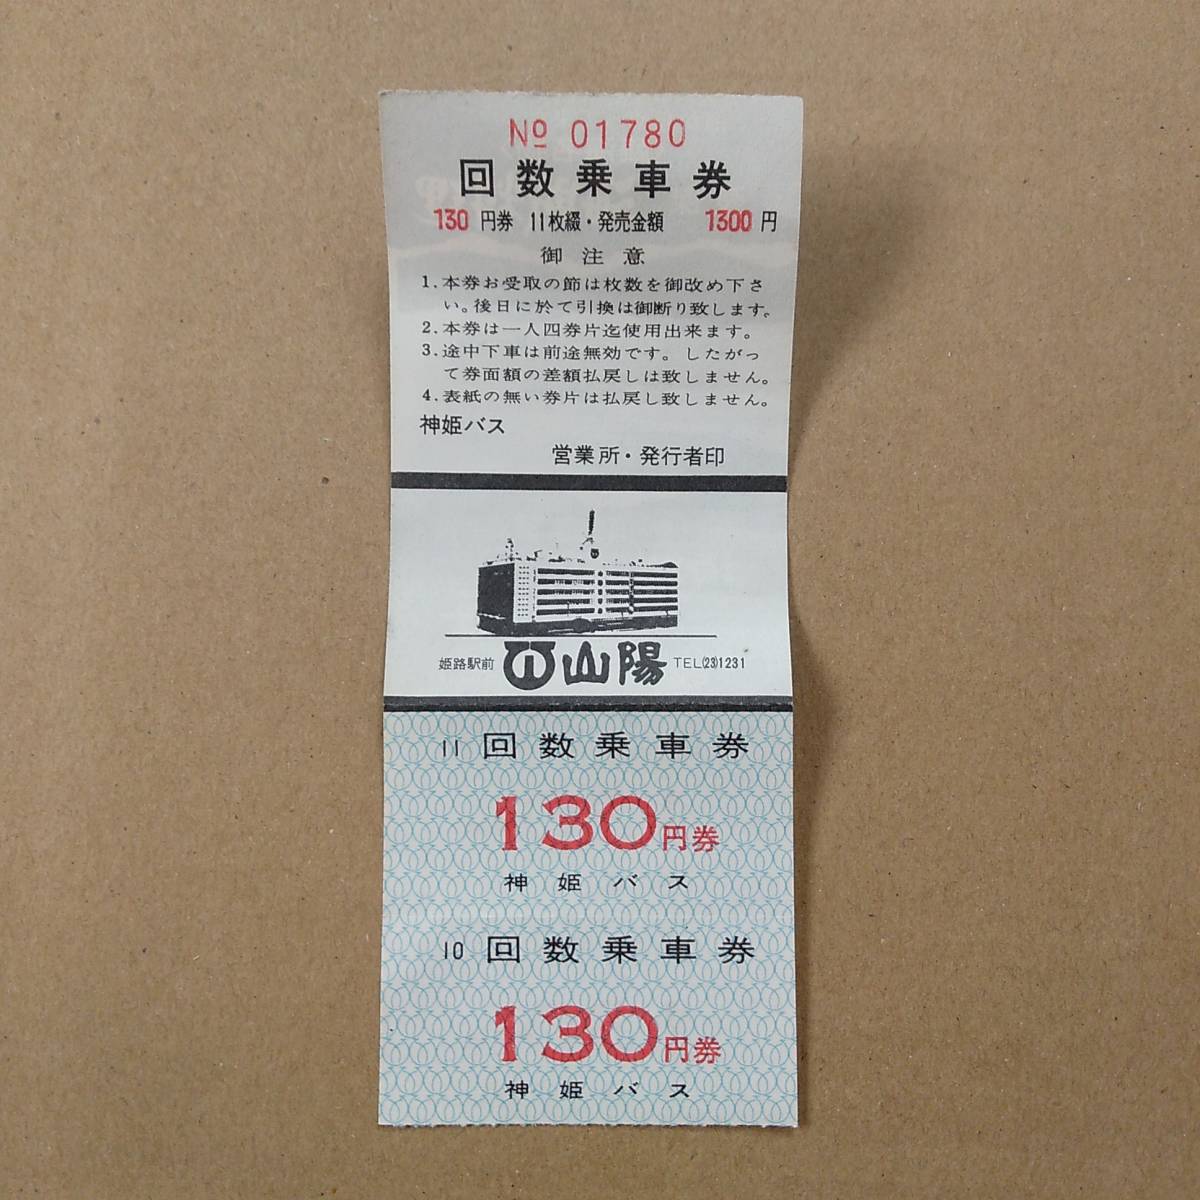 № 01780
回数乗車券
130 円券 11枚綴・発売金額 1300 円
御注意
1. 本券お受取の節は枚数を御改め下さ
い。後日に於て引換は御断り致します。
2. 本券は一人四券片迄使用出来ます。
3. 途中下車は前途無効です。したがっ
て券面額の差額払戻しは致しません。
4. 表紙の無い券片は払戻し致しません。
神姫バス
営業所・発行者印
姫路駅前 山陽 TEL(23)1231
11 回数乗車券
130円券
神姫バス
10 回数乗車券
130円券
神姫バス